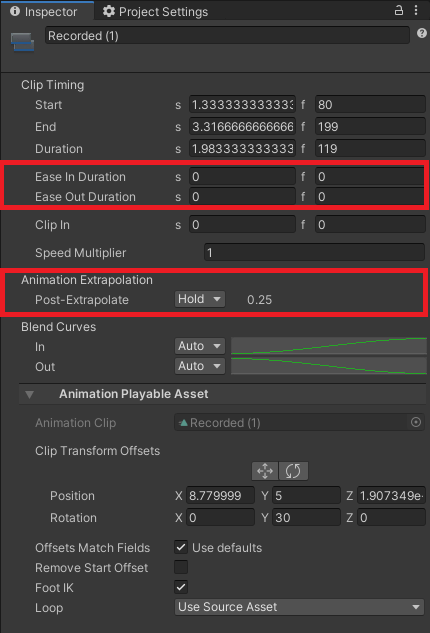 Inspector Project Settings
Recorded (1)
Clip Timing
Start s 1.333333333333 f 80
End s 3.3166666666666 f 199
Duration s 1.983333333333 f 119
Ease In Duration s 0 f 0
Ease Out Duration s 0 f 0
Clip In s 0 f 0
Speed Multiplier 1
Animation Extrapolation
Post-Extrapolate Hold 0.25
Blend Curves
In Auto
Out Auto
Animation Playable Asset
Animation Clip Recorded (1)
Clip Transform Offsets
Position X 8.779999 Y 5 Z 1.907349e-
Rotation X 0 Y 30 Z 0
Offsets Match Fields Use defaults
Remove Start Offset
Foot IK
Loop Use Source Asset